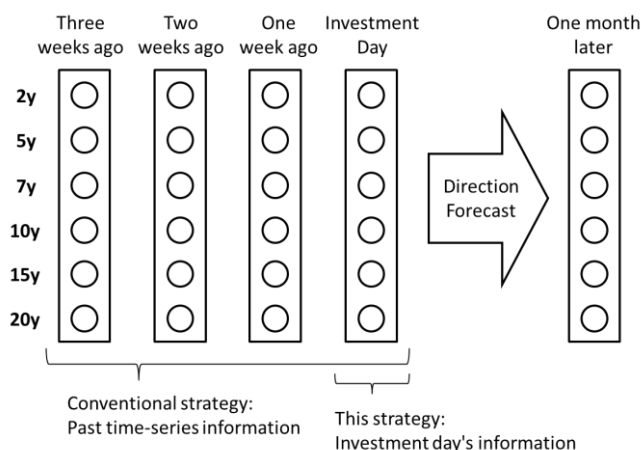 Three
weeks ago
Two
weeks ago
One
week ago
Investment
Day
One month
later
2y
5y
7y
10y
15y
20y
Direction
Forecast
Conventional strategy:
Past time-series information
This strategy:
Investment day's information